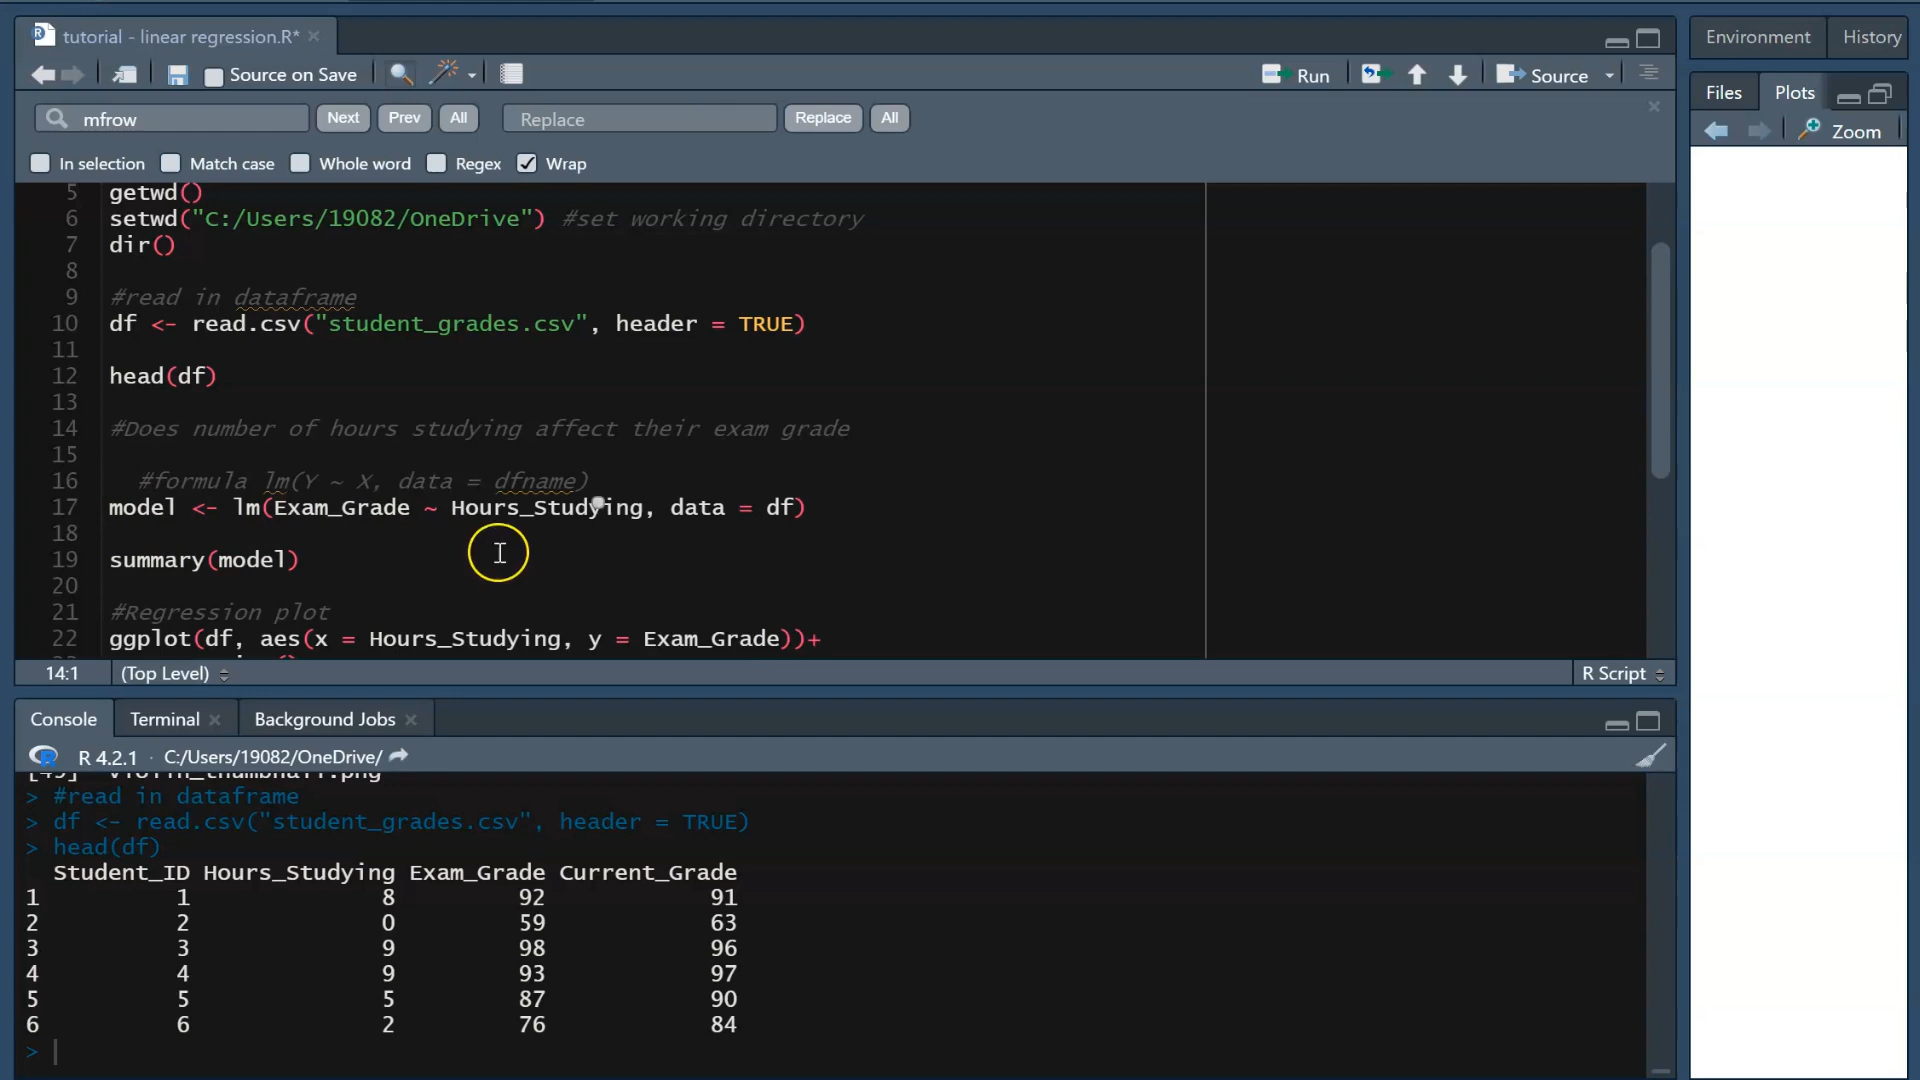 tutorial - linear regression.R*
Environment
History
Source on Save
Run
Source
Files
Plots
mfrow
Next
Prev
All
Replace
Replace
All
Zoom
In selection
Match case
Whole word
Regex
Wrap
5 getwd()
6 setwd("C:/Users/19082/OneDrive") #set working directory
7 dir()
8
9 #read in dataframe
10 df <- read.csv("student_grades.csv", header = TRUE)
11
12 head(df)
13
14 #Does number of hours studying affect their exam grade
15
16 #formula lm(Y ~ X, data = dfname)
17 model <- lm(Exam_Grade ~ Hours_Studying, data = df)
18
19 summary(model)
20
21 #Regression plot
22 ggplot(df, aes(x = Hours_Studying, y = Exam_Grade))+
14:1 (Top Level) R Script
Console
Terminal
Background Jobs
R 4.2.1 · C:/Users/19082/OneDrive/
> #read in dataframe
> df <- read.csv("student_grades.csv", header = TRUE)
> head(df)
Student_ID Hours_Studying Exam_Grade Current_Grade
1 1 8 92 91
2 2 0 59 63
3 3 9 98 96
4 4 9 93 97
5 5 5 87 90
6 6 2 76 84
>